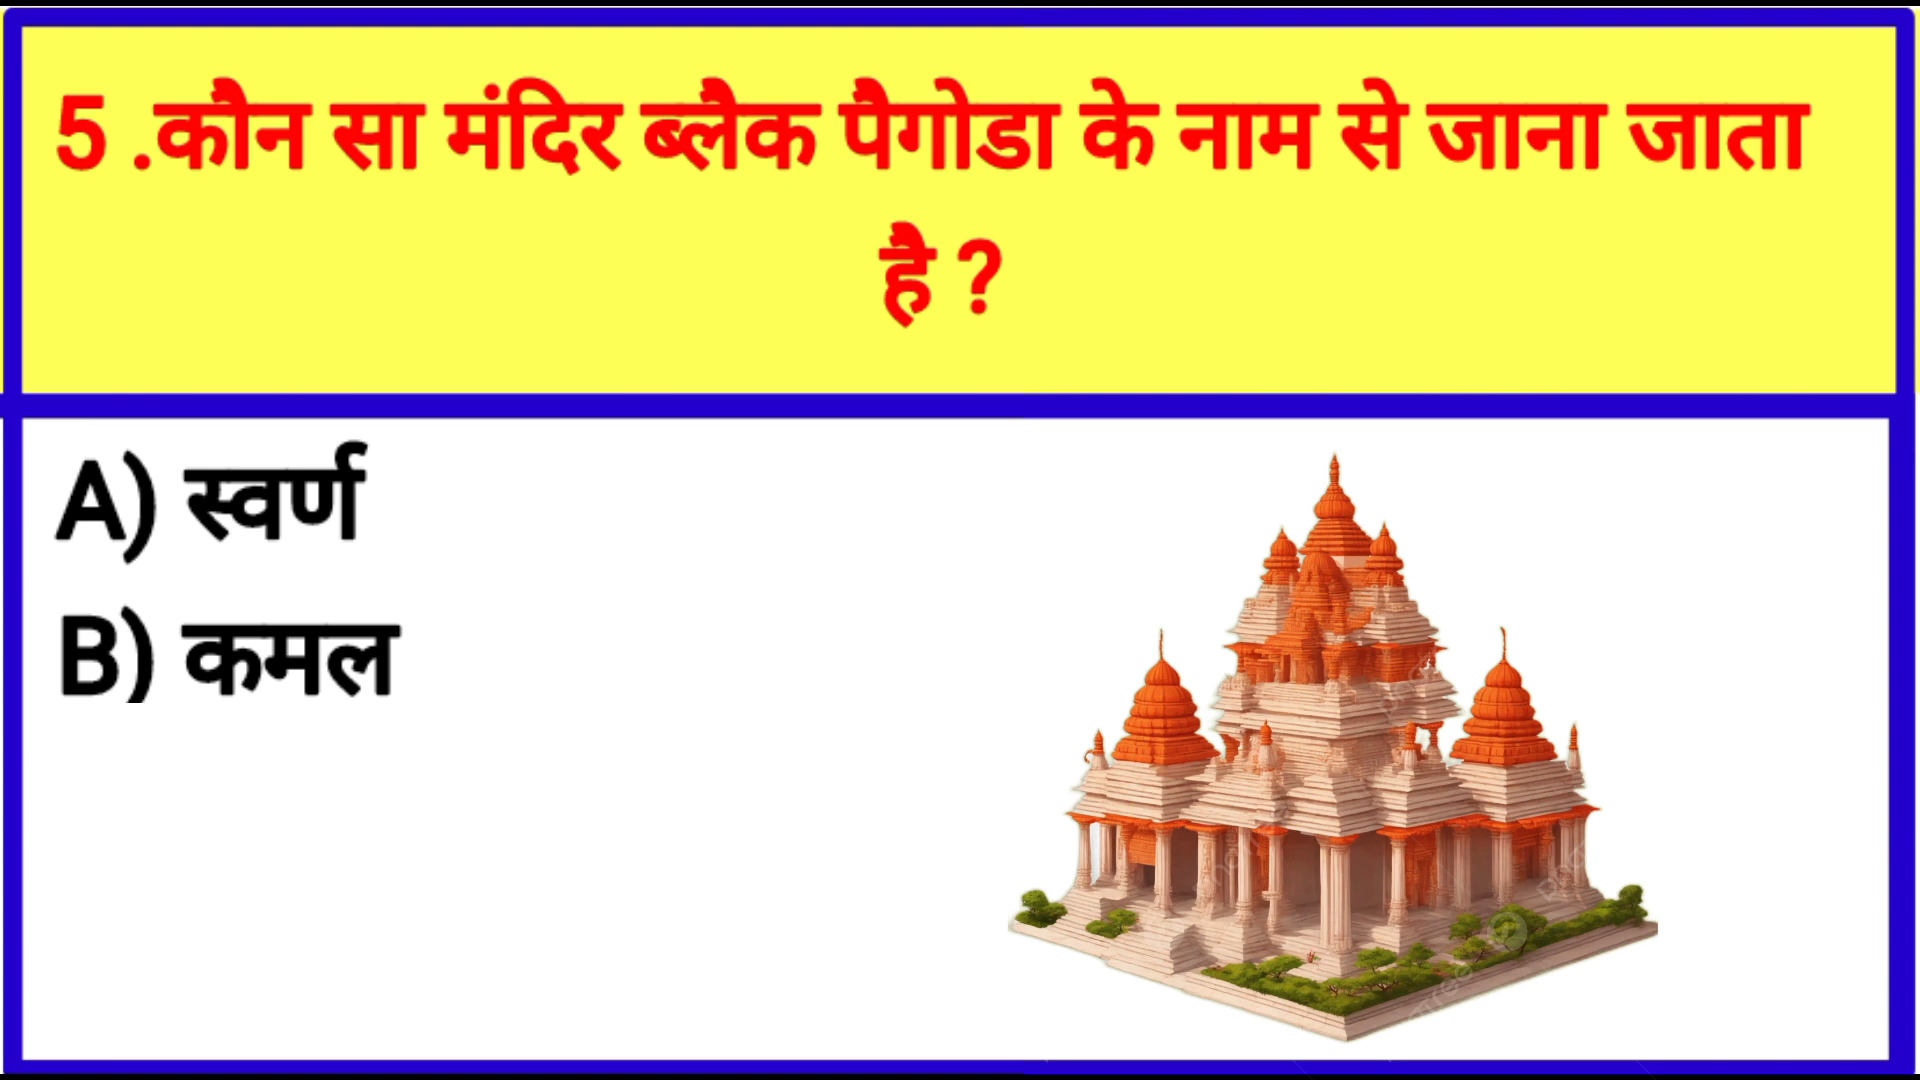 5 .कौन सा मंदिर ब्लैक पैगोडा के नाम से जाना जाता
है ?
A) स्वर्ण
B) कमल